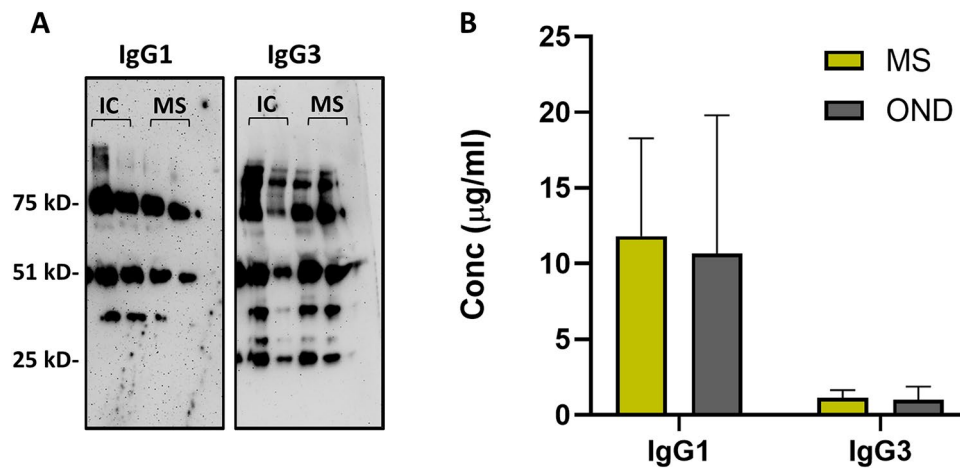 A
IgG1 IgG3
IC MS IC MS
75 kD-
51 kD-
25 kD-
B
Conc (µg/ml)
25
20
15
10
5
0
MS
OND
IgG1 IgG3